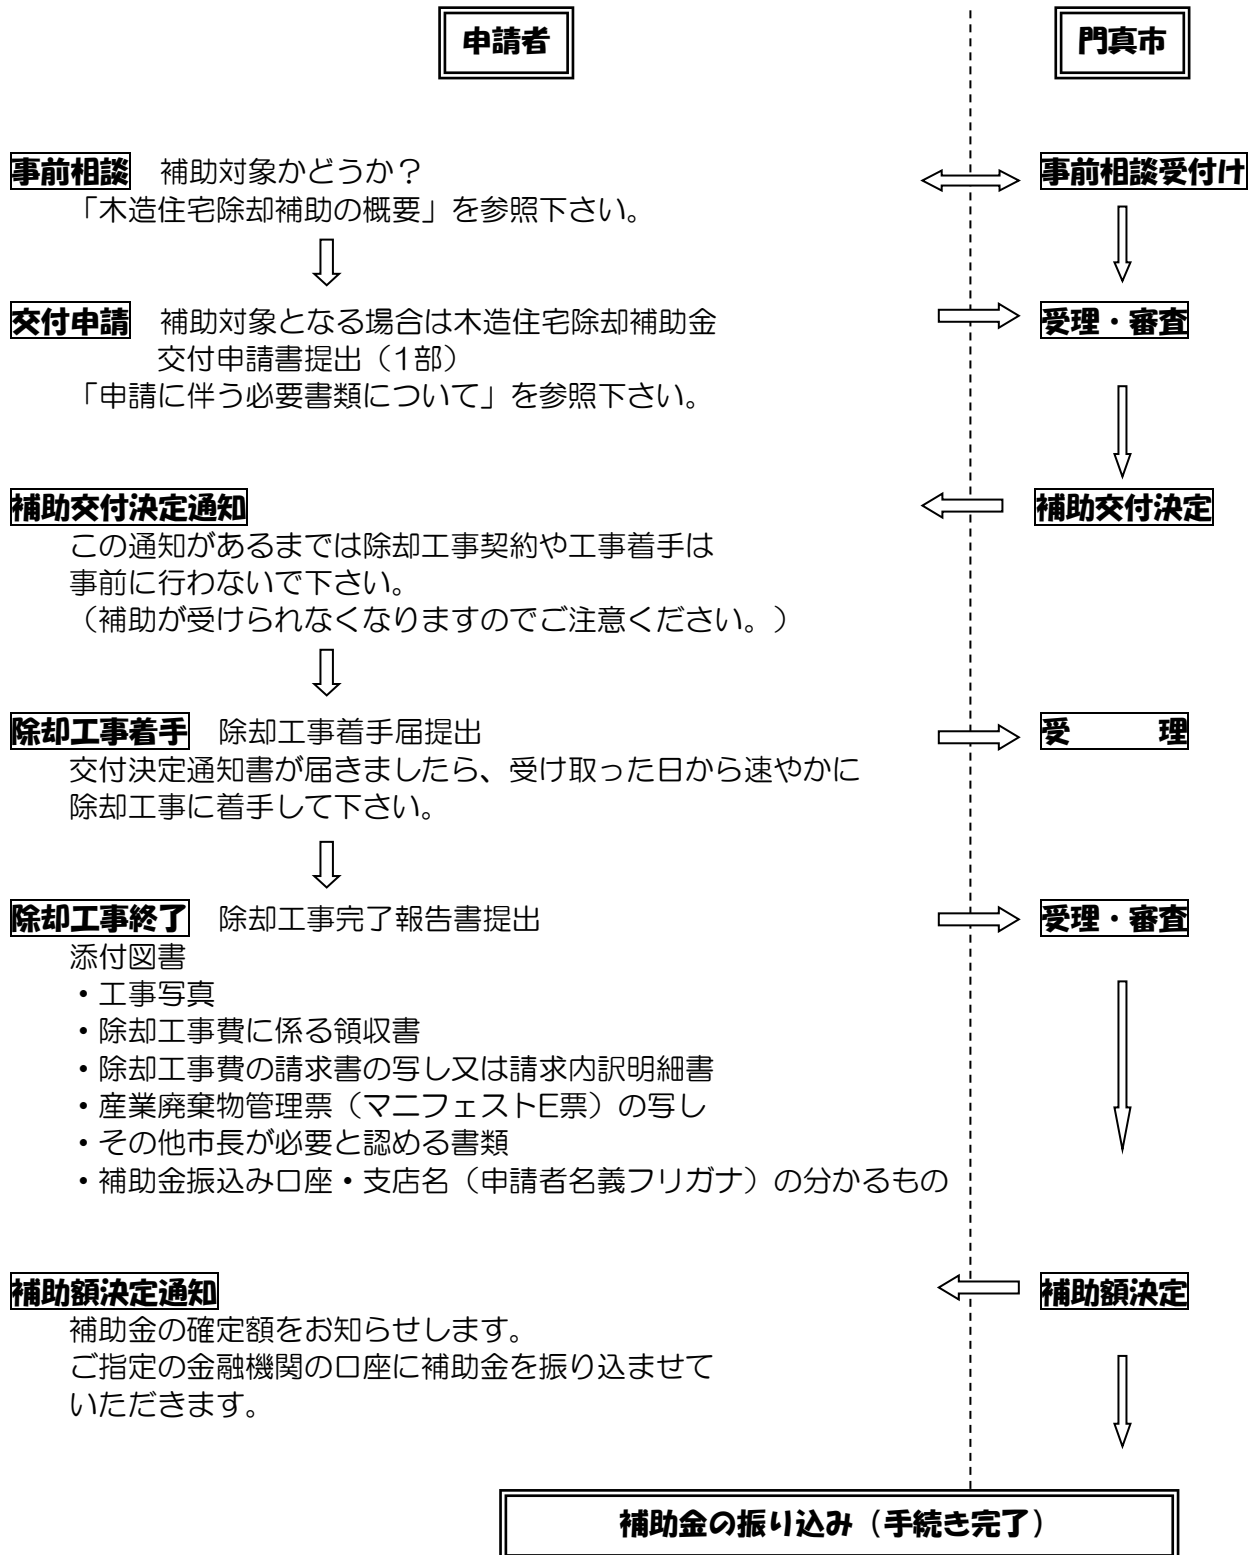 申請者
門真市
事前相談　補助対象かどうか？
事前相談受付け
「木造住宅除却補助の概要」を参照下さい。
交付申請　補助対象となる場合は木造住宅除却補助金
受理・審査
交付申請書提出（1部）
「申請に伴う必要書類について」を参照下さい。
補助交付決定通知
補助交付決定
この通知があるまでは除却工事契約や工事着手は
事前に行わないで下さい。
（補助が受けられなくなりますのでご注意ください。）
除却工事着手　除却工事着手届提出
受　　　理
交付決定通知書が届きましたら、受け取った日から速やかに
除却工事に着手して下さい。
除却工事終了　除却工事完了報告書提出
受理・審査
添付図書
・工事写真
・除却工事費に係る領収書
・除却工事費の請求書の写し又は請求内訳明細書
・産業廃棄物管理票（マニフェストE票）の写し
・その他市長が必要と認める書類
・補助金振込み口座・支店名（申請者名義フリガナ）の分かるもの
補助額決定通知
補助額決定
補助金の確定額をお知らせします。
ご指定の金融機関の口座に補助金を振り込ませて
いただきます。
補助金の振り込み（手続き完了）